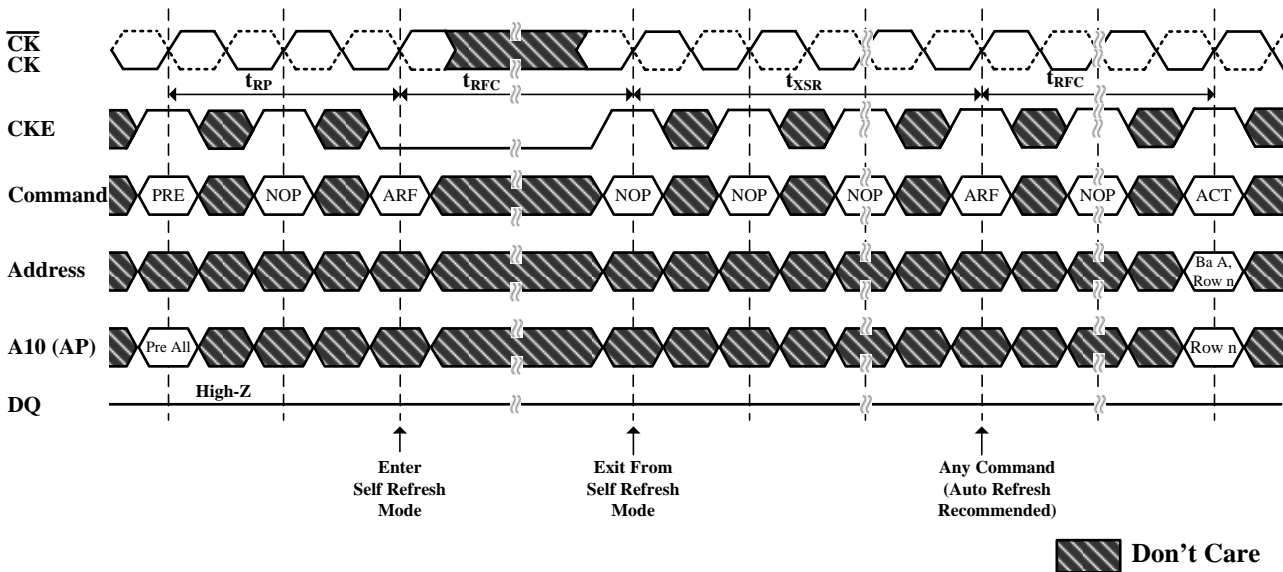 CK
CK
tRP
tRFC
tXSR
tRFC
CKE
Command
PRE
NOP
ARF
NOP
NOP
NOP
ARF
NOP
ACT
Address
Ba A,
Row n
A10 (AP)
Pre All
Row n
High-Z
DQ
Enter
Self Refresh
Mode
Exit From
Self Refresh
Mode
Any Command
(Auto Refresh
Recommended)
Don't Care